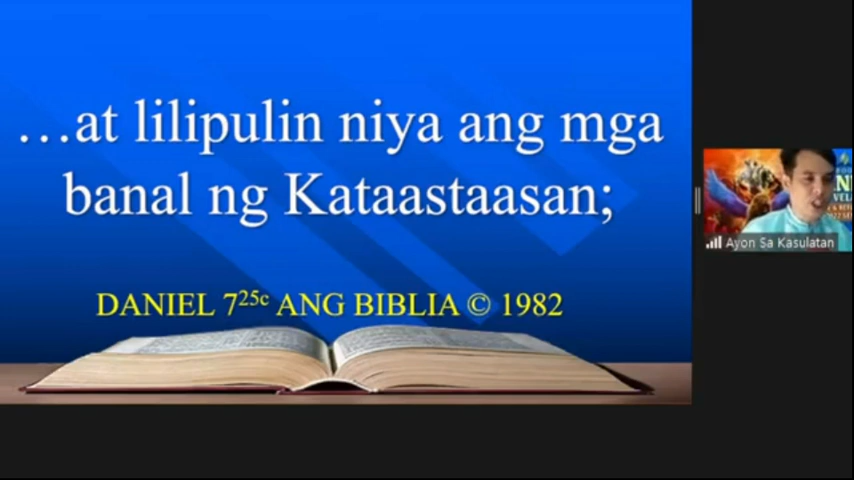 ...at lilipulin niya ang mga
banal ng Kataastaasan;
DANIEL 7²⁵ᶜ ANG BIBLIA © 1982
Ayon Sa Kasulatan